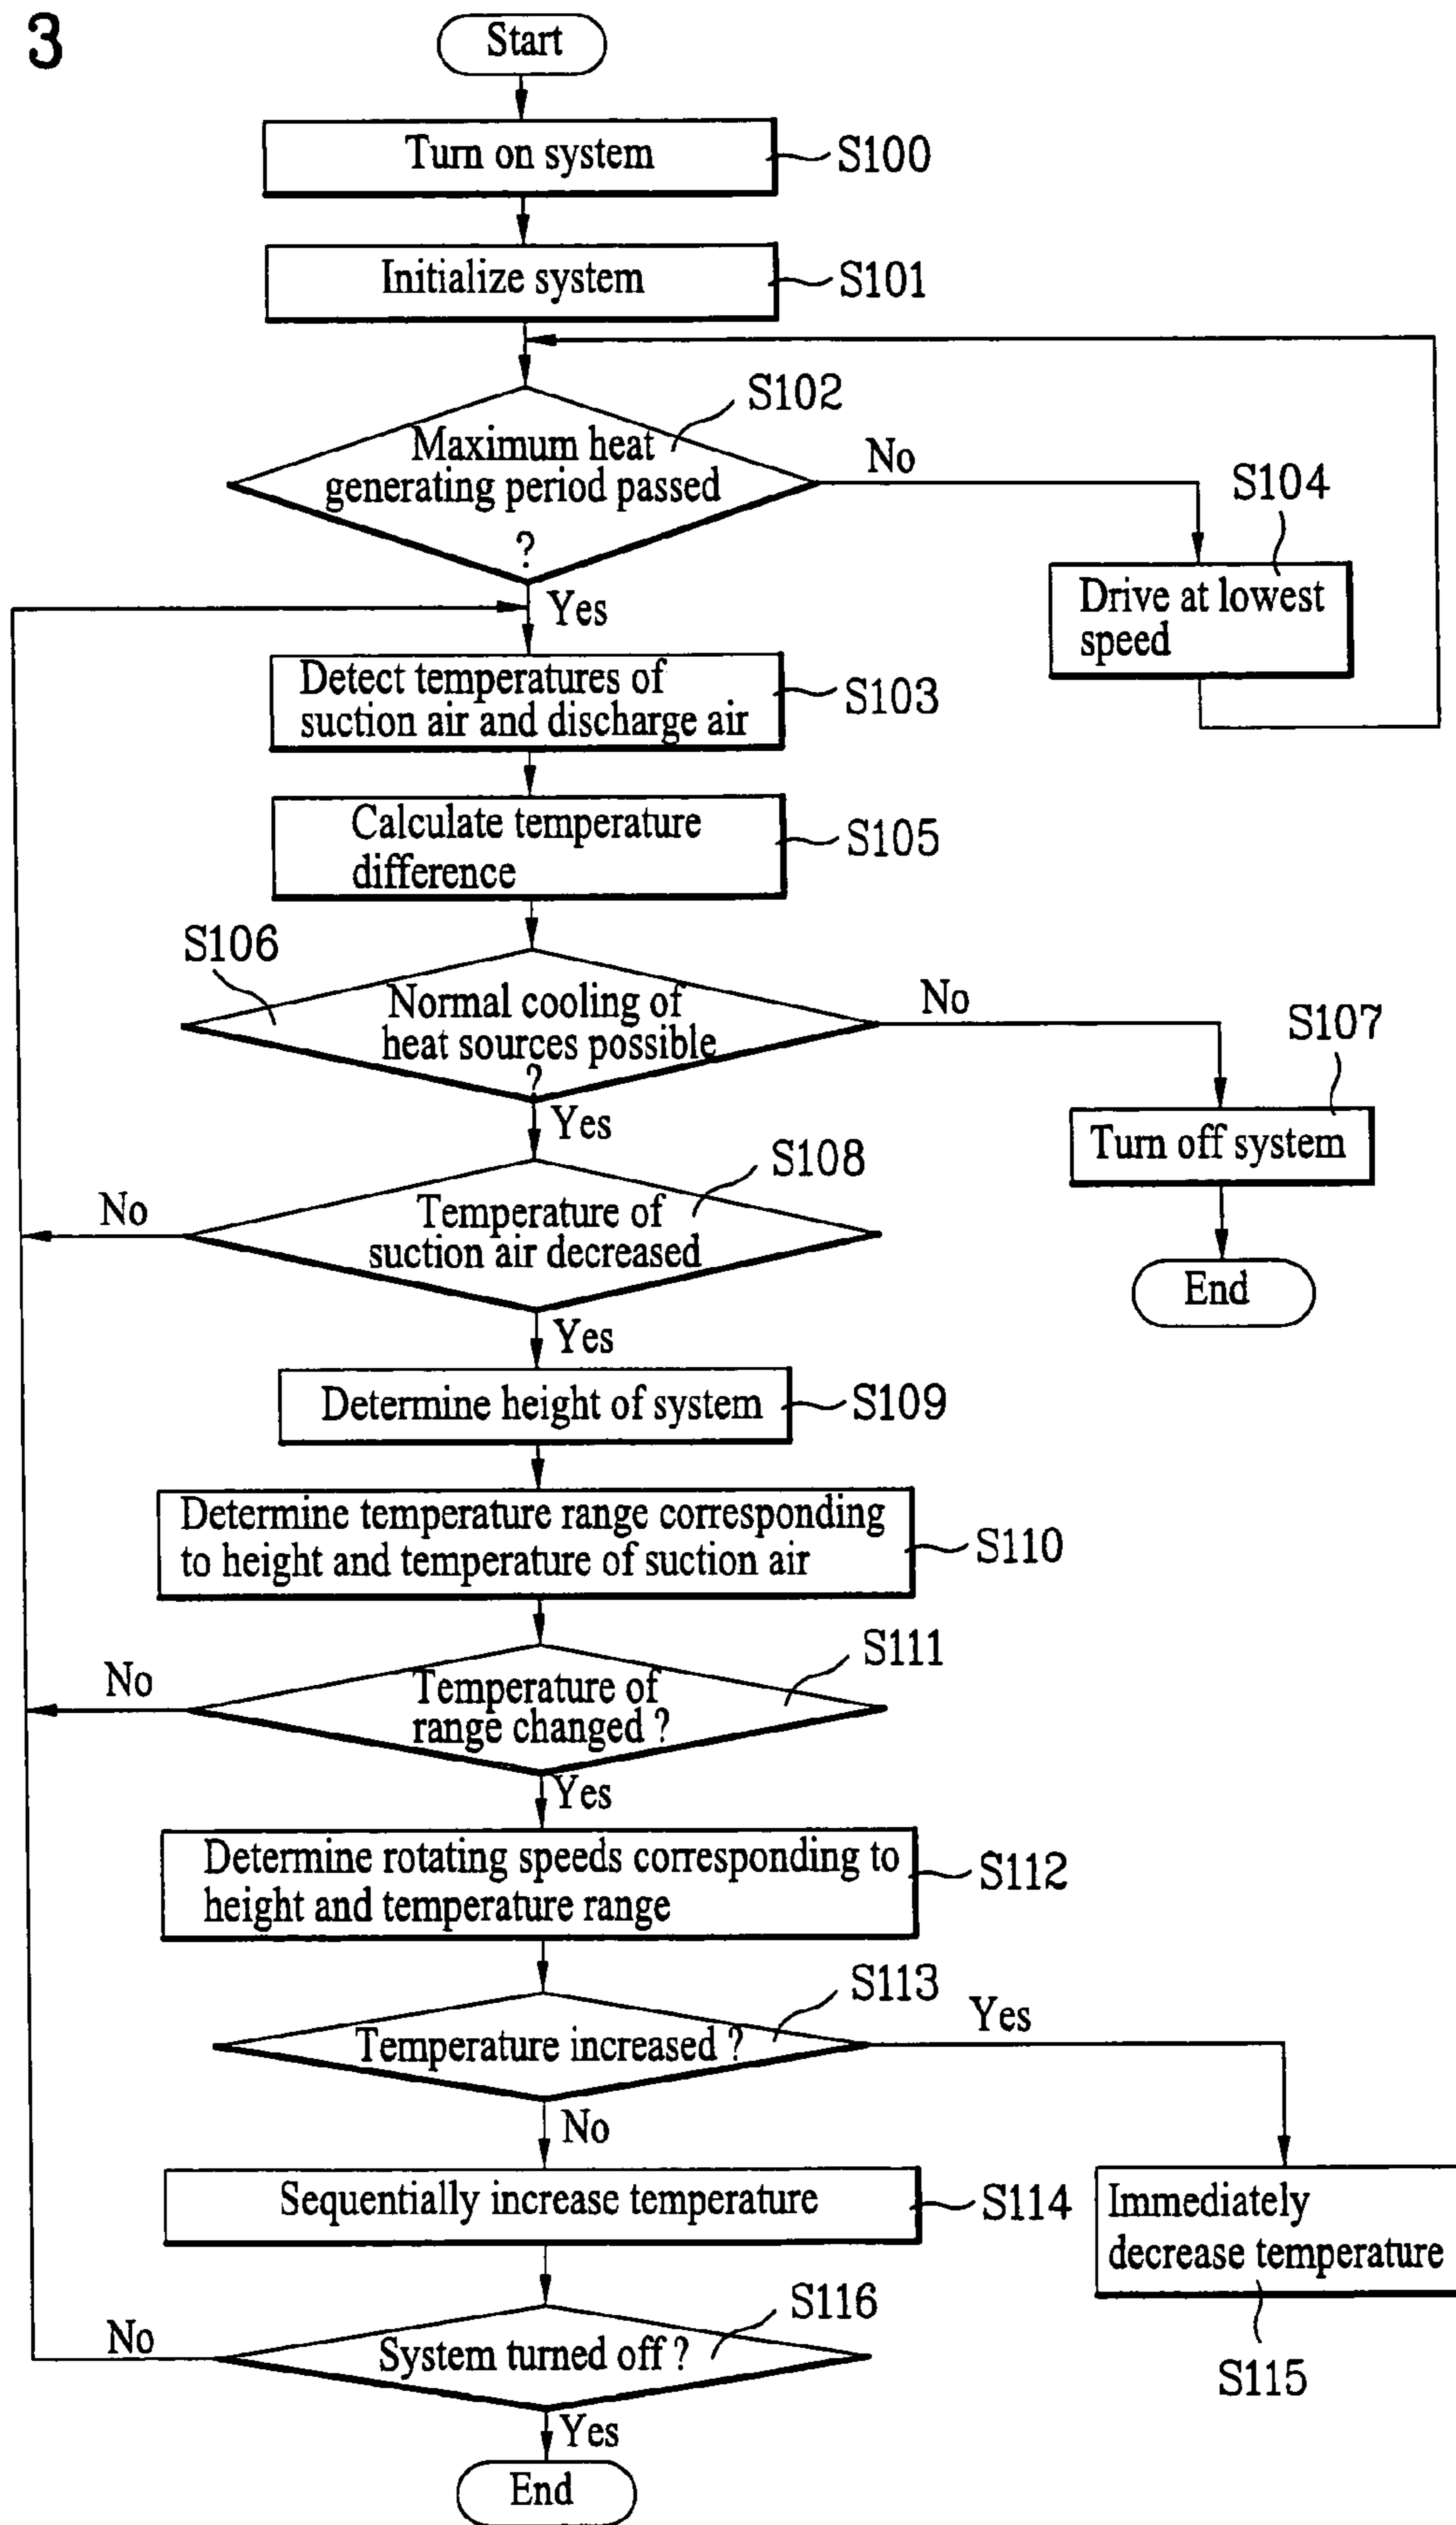 3
Start
Turn on system
S100
Initialize system
S101
S102
Maximum heat
generating period passed
?
No
S104
Drive at lowest
speed
Yes
Detect temperatures of
suction air and discharge air
S103
Calculate temperature
difference
S105
S106
Normal cooling of
heat sources possible
?
No
S107
Turn off system
End
Yes
S108
Temperature of
suction air decreased
No
Yes
Determine height of system
S109
Determine temperature range corresponding
to height and temperature of suction air
S110
S111
Temperature of
range changed ?
No
Yes
Determine rotating speeds corresponding to
height and temperature range
S112
S113
Temperature increased ?
Yes
No
Sequentially increase temperature
S114
Immediately
decrease temperature
S115
S116
System turned off ?
No
Yes
End